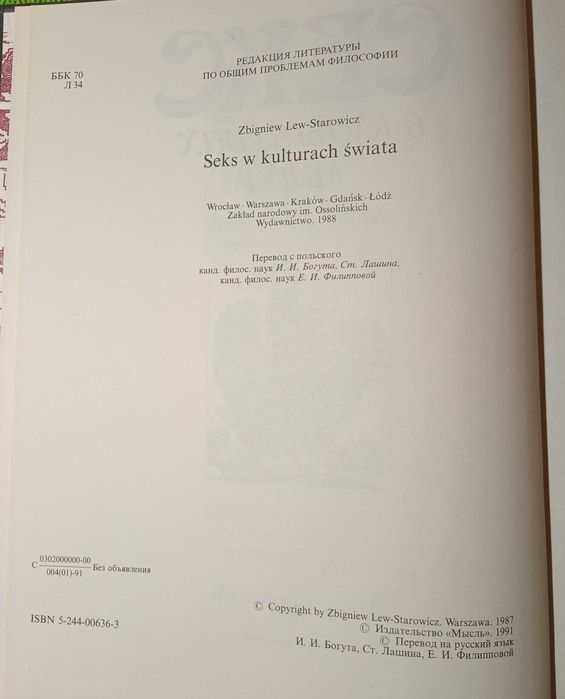 ББК 70
Л 34
РЕДАКЦИЯ ЛИТЕРАТУРЫ
ПО ОБЩИМ ПРОБЛЕМАМ ФИЛОСОФИИ
Zbigniew Lew-Starowicz
Seks w kulturach świata
Wrocław · Warszawa · Kraków · Gdańsk · Łódź
Zakład narodowy im. Ossolińskich
Wydawnictwo. 1988
Перевод с польского
канд. филос. наук И. И. Богута, Ст. Лашина,
канд. филос. наук Е. И. Филипповой
С 0302000000-00
004(01)-91 Без объявления
ISBN 5-244-00636-3
© Copyright by Zbigniew Lew-Starowicz. Warszawa. 1987
© Издательство «Мысль». 1991
© Перевод на русский язык
И. И. Богута, Ст. Лашина, Е. И. Филипповой